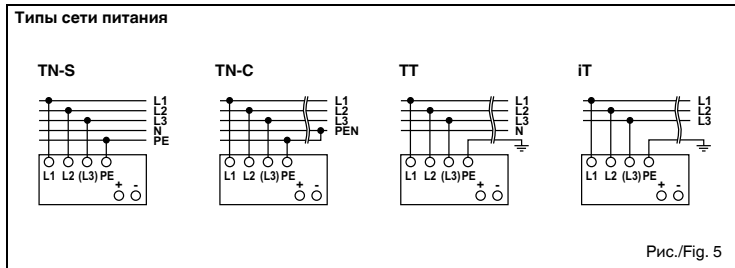 Типы сети питания
TN-S
L1
L2
L3
N
PE
L1 L2 (L3) PE
+ -
TN-C
L1
L2
L3
PEN
L1 L2 (L3) PE
+ -
TT
L1
L2
L3
N
L1 L2 (L3) PE
+ -
iT
L1
L2
L3
L1 L2 (L3) PE
+ -
Рис./Fig. 5